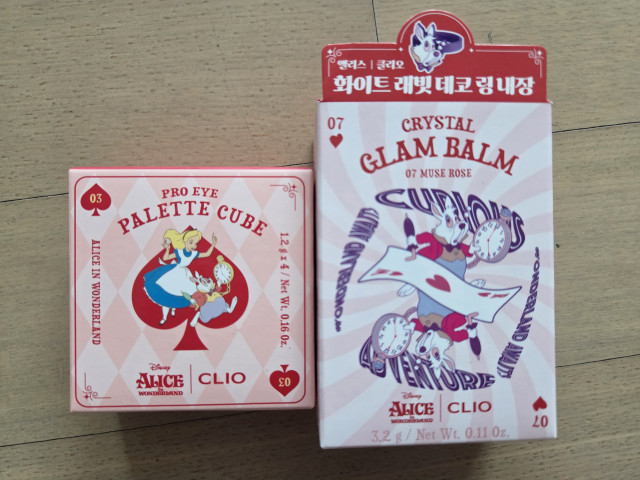 03
PRO EYE
PALETTE CUBE
ALICE IN WONDERLAND
1.2 g x 4 / Net Wt. 0.16 Oz.
Disney
ALICE
IN
WONDERLAND
CLIO
03
앨리스 | 클리오
화이트 래빗 데코 링 내장
07
CRYSTAL
GLAM BALM
07 MUSE ROSE
CURIOUS
WONDERLAND AWAITS
ADVENTURE
Disney
ALICE
IN
WONDERLAND
CLIO
3.2 g / Net Wt. 0.11 Oz.
07